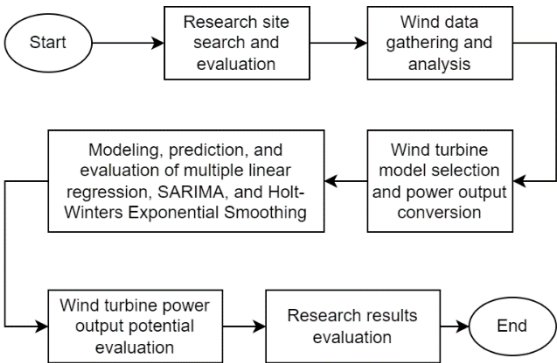 Start
Research site
search and
evaluation
Wind data
gathering and
analysis
Modeling, prediction, and
evaluation of multiple linear
regression, SARIMA, and Holt-
Winters Exponential Smoothing
Wind turbine
model selection
and power output
conversion
Wind turbine power
output potential
evaluation
Research results
evaluation
End